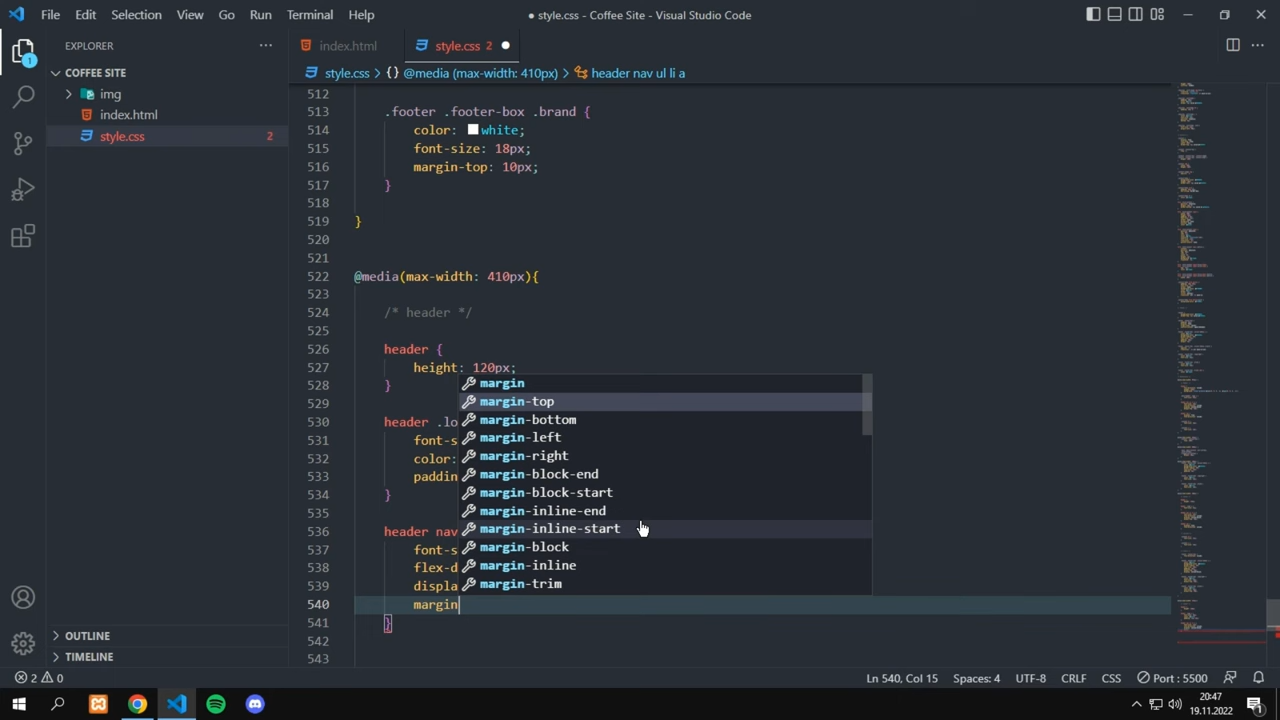 File Edit Selection View Go Run Terminal Help
● style.css - Coffee Site - Visual Studio Code
EXPLORER
index.html
style.css 2
COFFEE SITE
style.css > {} @media (max-width: 410px) > header nav ul li a
img
index.html
style.css 2
1
512
513 .footer .footer-box .brand {
514 color: white;
515 font-size: 18px;
516 margin-top: 10px;
517 }
518
519 }
520
521
522 @media(max-width: 410px){
523
524 /* header */
525
526 header {
527 height: 120px;
528 }
529
530 header .lo
531 font-s
532 color:
533 paddin
534 }
535
536 header nav
537 font-s
538 flex-d
539 displa
540 margin
541 }
542
543
margin
margin-top
margin-bottom
margin-left
margin-right
margin-block-end
margin-block-start
margin-inline-end
margin-inline-start
margin-block
margin-inline
margin-trim
OUTLINE
TIMELINE
2 0
Ln 540, Col 15 Spaces: 4 UTF-8 CRLF CSS Port : 5500
20:47
19.11.2022
1